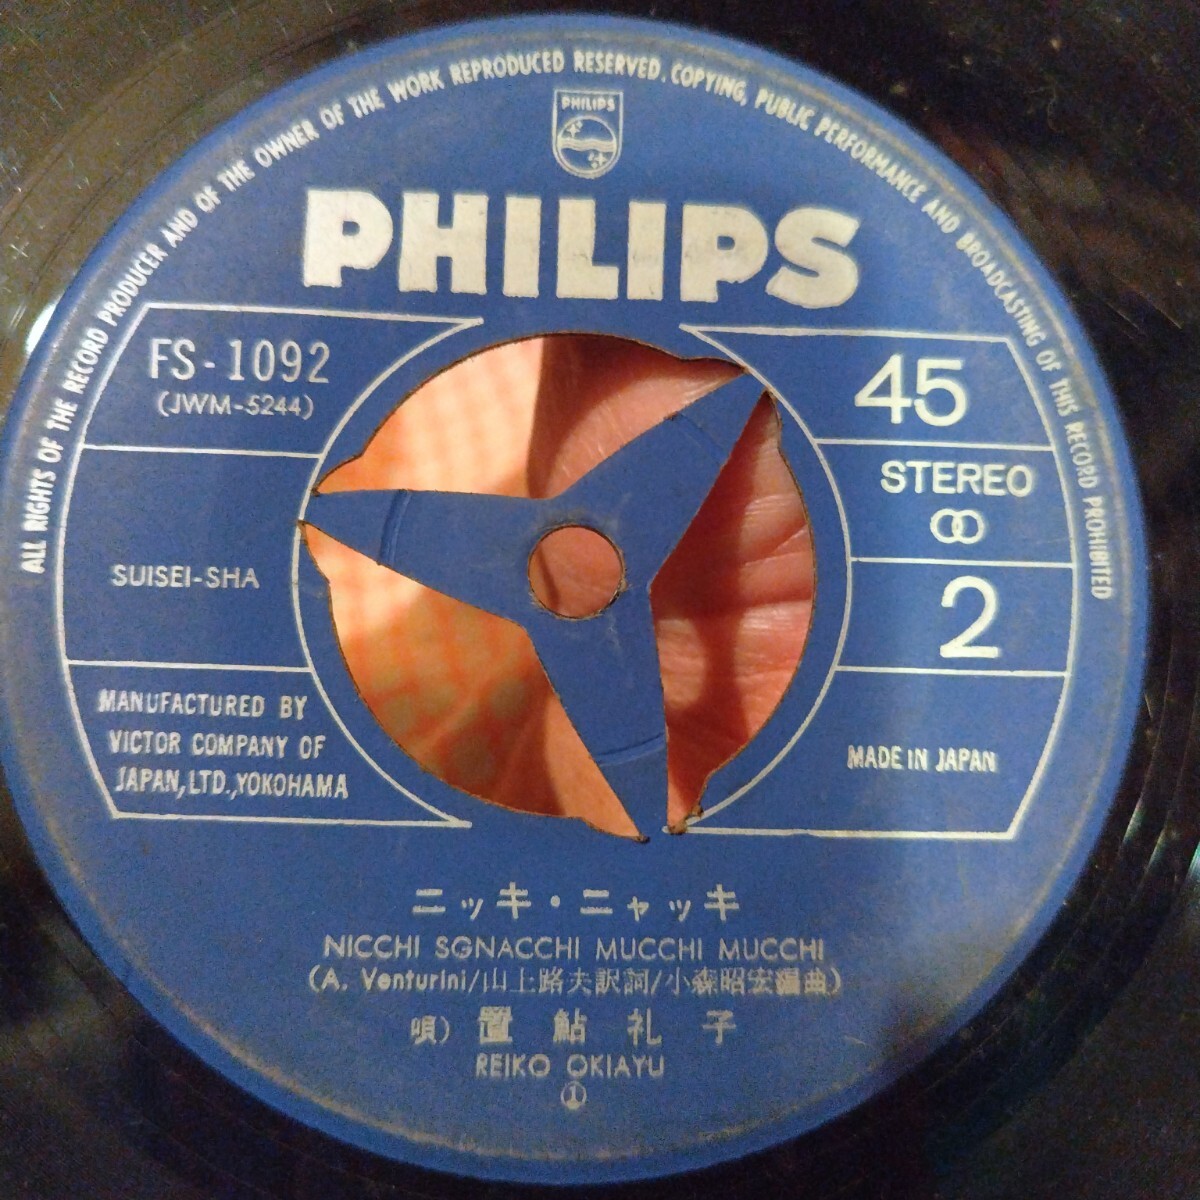 ALL RIGHTS OF THE RECORD PRODUCER AND OF THE OWNER OF THE WORK REPRODUCED RESERVED. COPYING, PUBLIC PERFORMANCE AND BROADCASTING OF THIS RECORD PROHIBITED
PHILIPS
PHILIPS
FS-1092
(JWM-5244)
SUISEI-SHA
MANUFACTURED BY
VICTOR COMPANY OF
JAPAN, LTD., YOKOHAMA
45
STEREO
2
MADE IN JAPAN
ニッキ・ニャッキ
NICCHI SGNACCHI MUCCHI MUCCHI
(A. Venturini/山上路夫訳詞/小森昭宏編曲)
唄) 置鮎礼子
REIKO OKIAYU
①